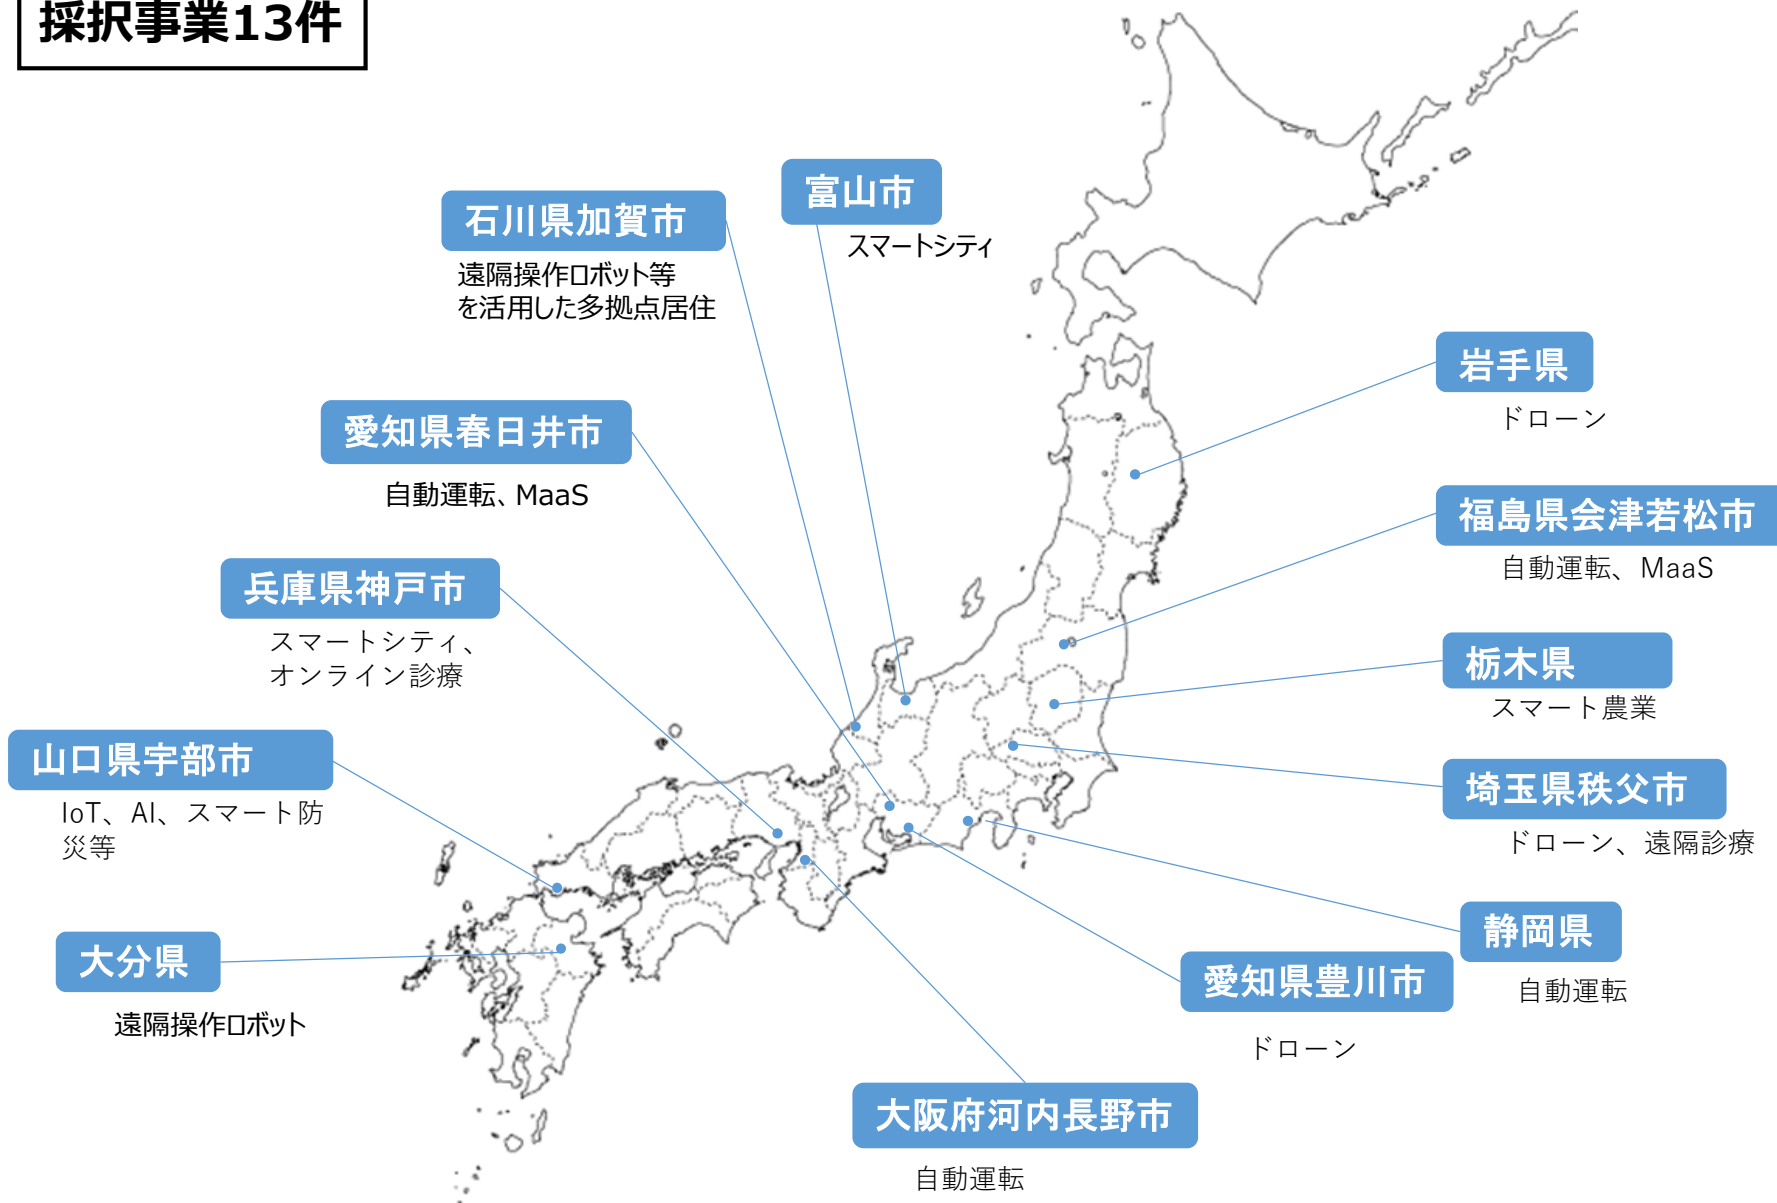 採択事業13件
富山市
スマートシティ
石川県加賀市
遠隔操作ロボット等
を活用した多拠点居住
愛知県春日井市
自動運転、MaaS
兵庫県神戸市
スマートシティ、
オンライン診療
山口県宇部市
IoT、AI、スマート防
災等
大分県
遠隔操作ロボット
岩手県
ドローン
福島県会津若松市
自動運転、MaaS
栃木県
スマート農業
埼玉県秩父市
ドローン、遠隔診療
静岡県
自動運転
愛知県豊川市
ドローン
大阪府河内長野市
自動運転